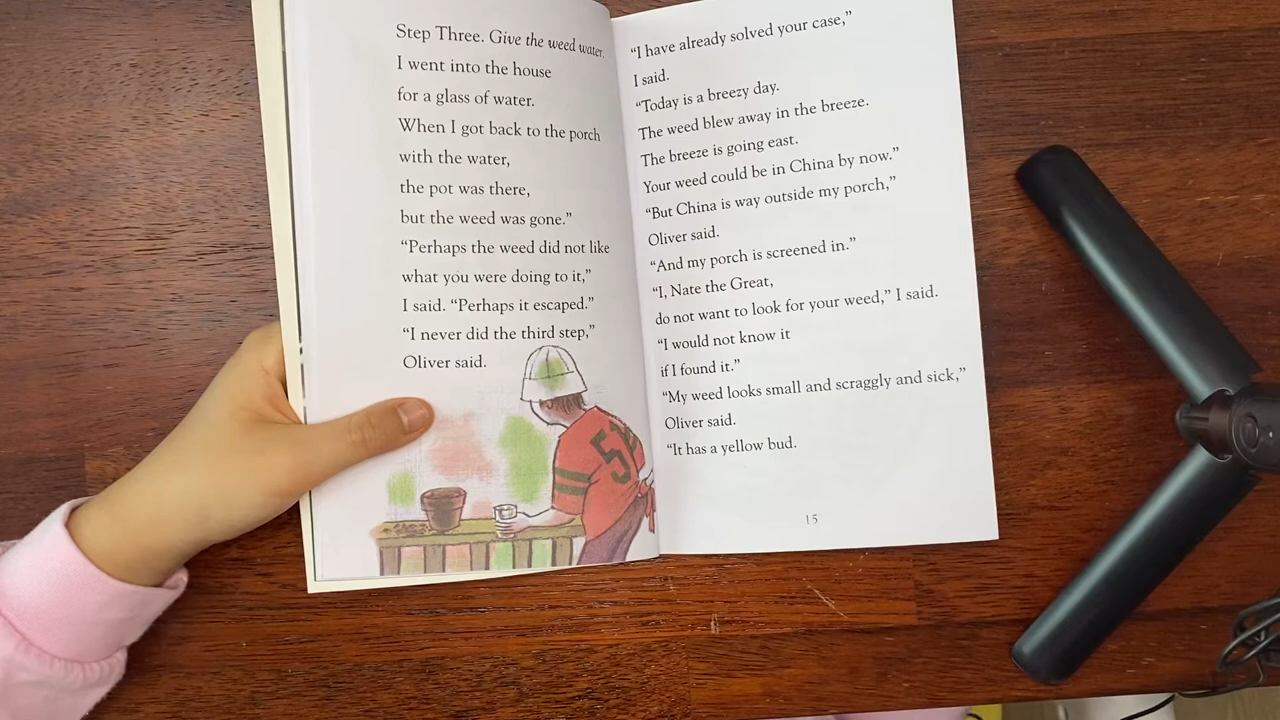 Step Three. Give the weed water.
I went into the house
for a glass of water.
When I got back to the porch
with the water,
the pot was there,
but the weed was gone.”
“Perhaps the weed did not like
what you were doing to it,”
I said. “Perhaps it escaped.”
“I never did the third step,”
Oliver said.
51
“I have already solved your case,”
I said.
“Today is a breezy day.
The weed blew away in the breeze.
The breeze is going east.
Your weed could be in China by now.”
“But China is way outside my porch,”
Oliver said.
“And my porch is screened in.”
“I, Nate the Great,
do not want to look for your weed,” I said.
“I would not know it
if I found it.”
“My weed looks small and scraggly and sick,”
Oliver said.
“It has a yellow bud.
15